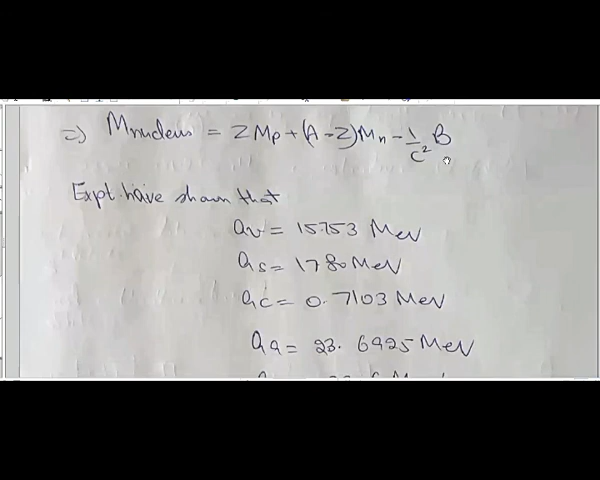 => Mnucleus = ZMp + (A - Z)Mn - 1/c² B
Expt. have shown that
av = 15.753 MeV
as = 17.80 MeV
ac = 0.7103 MeV
aa = 23.6925 MeV